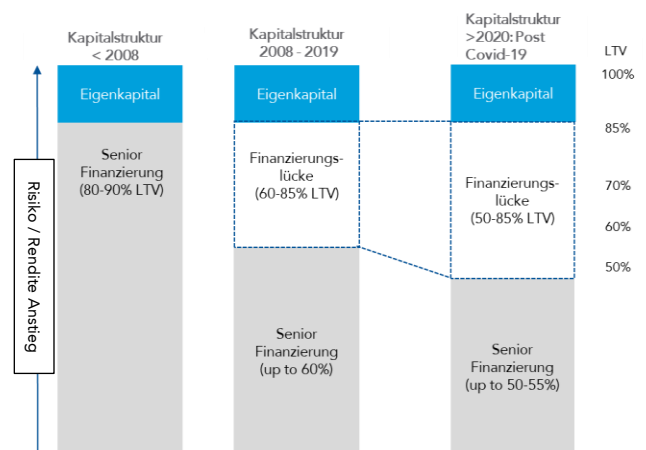 Kapitalstruktur
< 2008
Kapitalstruktur
2008 - 2019
Kapitalstruktur
>2020: Post
Covid-19
LTV
100%
Eigenkapital
Eigenkapital
Eigenkapital
85%
Senior
Finanzierung
(80-90% LTV)
Finanzierungs-
lücke
(60-85% LTV)
Finanzierungs-
lücke
(50-85% LTV)
70%
60%
50%
Risiko / Rendite Anstieg
Senior
Finanzierung
(up to 60%)
Senior
Finanzierung
(up to 50-55%)